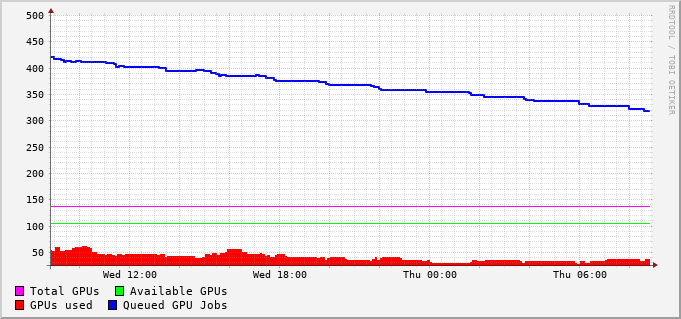 500
450
400
350
300
250
200
150
100
50
Wed 12:00 Wed 18:00 Thu 00:00 Thu 06:00
Total GPUs Available GPUs
GPUs used Queued GPU Jobs
RRDTOOL / TOBI OETIKER